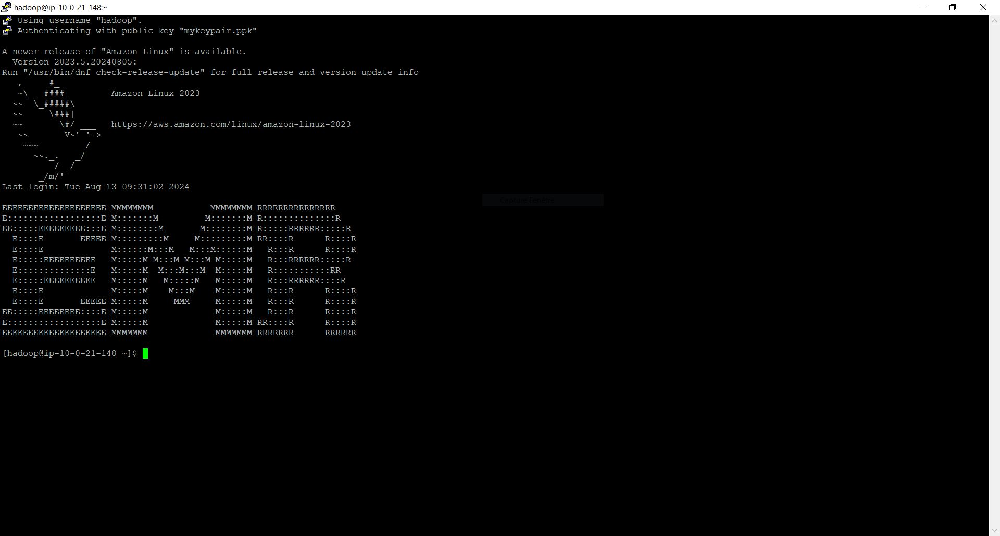 hadoop@ip-10-0-21-148:~
Using username "hadoop".
Authenticating with public key "mykeypair.ppk"
A newer release of "Amazon Linux" is available.
  Version 2023.5.20240805:
Run "/usr/bin/dnf check-release-update" for full release and version update info
   ,     #_
   ~\_  ####_        Amazon Linux 2023
  ~~  \_#####\
  ~~     \###|
  ~~       \#/ ___   https://aws.amazon.com/linux/amazon-linux-2023
   ~~       V~' '->
    ~~~         /
      ~~._.   _/
         _/ _/
       _/m/'
Last login: Tue Aug 13 09:31:02 2024
EEEEEEEEEEEEEEEEEEEE MMMMMMMM           MMMMMMMM RRRRRRRRRRRRRRR
E::::::::::::::::::E M:::::::M         M:::::::M R::::::::::::::R
EE:::::EEEEEEEEE:::E M::::::::M       M::::::::M R:::::RRRRRR:::::R
  E::::E       EEEEE M:::::::::M     M:::::::::M RR::::R      R::::R
  E::::E             M::::::M:::M   M:::M::::::M   R:::R      R::::R
  E:::::EEEEEEEEEE   M:::::M M:::M M:::M M:::::M   R:::RRRRRR:::::R
  E::::::::::::::E   M:::::M  M:::M:::M  M:::::M   R:::::::::::RR
  E:::::EEEEEEEEEE   M:::::M   M:::::M   M:::::M   R:::RRRRRR::::R
  E::::E             M:::::M    M:::M    M:::::M   R:::R      R::::R
  E::::E       EEEEE M:::::M     MMM     M:::::M   R:::R      R::::R
EE:::::EEEEEEEE::::E M:::::M             M:::::M   R:::R      R::::R
E::::::::::::::::::E M:::::M             M:::::M RR::::R      R::::R
EEEEEEEEEEEEEEEEEEEE MMMMMMM             MMMMMMM RRRRRRR      RRRRRR
[hadoop@ip-10-0-21-148 ~]$
Capture Fenêtre